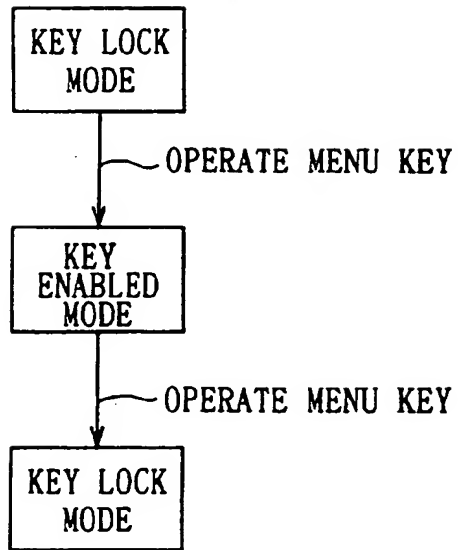 KEY LOCK
MODE
OPERATE MENU KEY
KEY
ENABLED
MODE
OPERATE MENU KEY
KEY LOCK
MODE